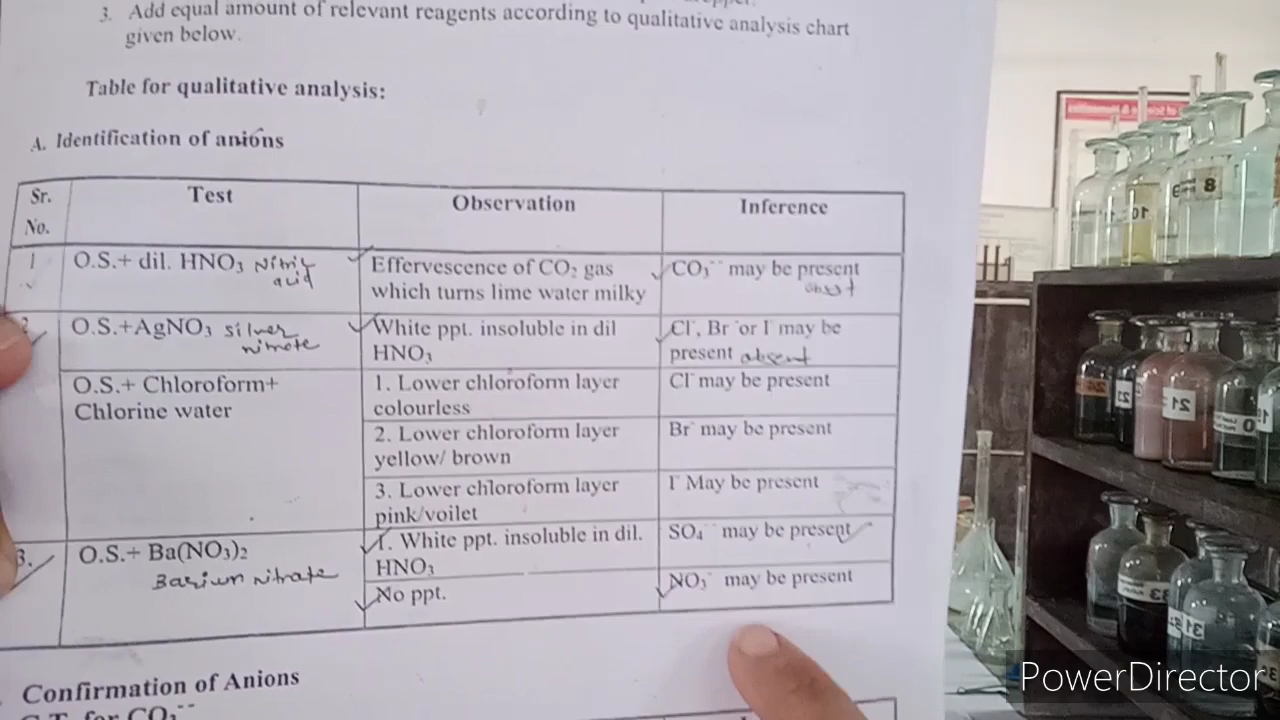 3. Add equal amount of relevant reagents according to qualitative analysis chart
given below.
Table for qualitative analysis:
A. Identification of anions
Sr. No.
Test
Observation
Inference
1
O.S.+ dil. HNO₃ Nitric acid
Effervescence of CO₂ gas
which turns lime water milky
CO₃⁻⁻ may be present
O.S.+AgNO₃ silver
White ppt. insoluble in dil
HNO₃
Cl⁻, Br⁻ or I⁻ may be
present absent
O.S.+ Chloroform+
Chlorine water
1. Lower chloroform layer
colourless
Cl⁻ may be present
2. Lower chloroform layer
yellow/ brown
Br⁻ may be present
3. Lower chloroform layer
pink/voilet
I⁻ May be present
3.
O.S.+ Ba(NO₃)₂
Barium Nitrate
1. White ppt. insoluble in dil.
HNO₃
SO₄⁻⁻ may be present
No ppt.
NO₃⁻ may be present
Confirmation of Anions
C.T. for CO₃⁻⁻
8
10
21
PowerDirector